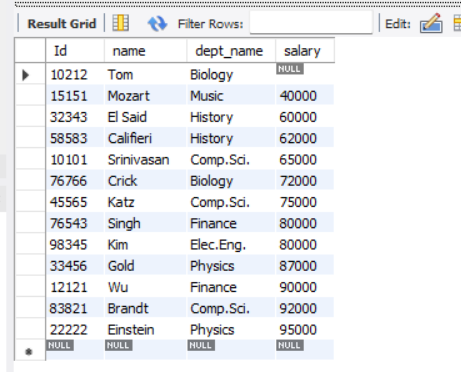 Result Grid Filter Rows: Edit:
Id name dept_name salary
10212 Tom Biology NULL
15151 Mozart Music 40000
32343 El Said History 60000
58583 Califieri History 62000
10101 Srinivasan Comp.Sci. 65000
76766 Crick Biology 72000
45565 Katz Comp.Sci. 75000
76543 Singh Finance 80000
98345 Kim Elec.Eng. 80000
33456 Gold Physics 87000
12121 Wu Finance 90000
83821 Brandt Comp.Sci. 92000
22222 Einstein Physics 95000
NULL NULL NULL NULL